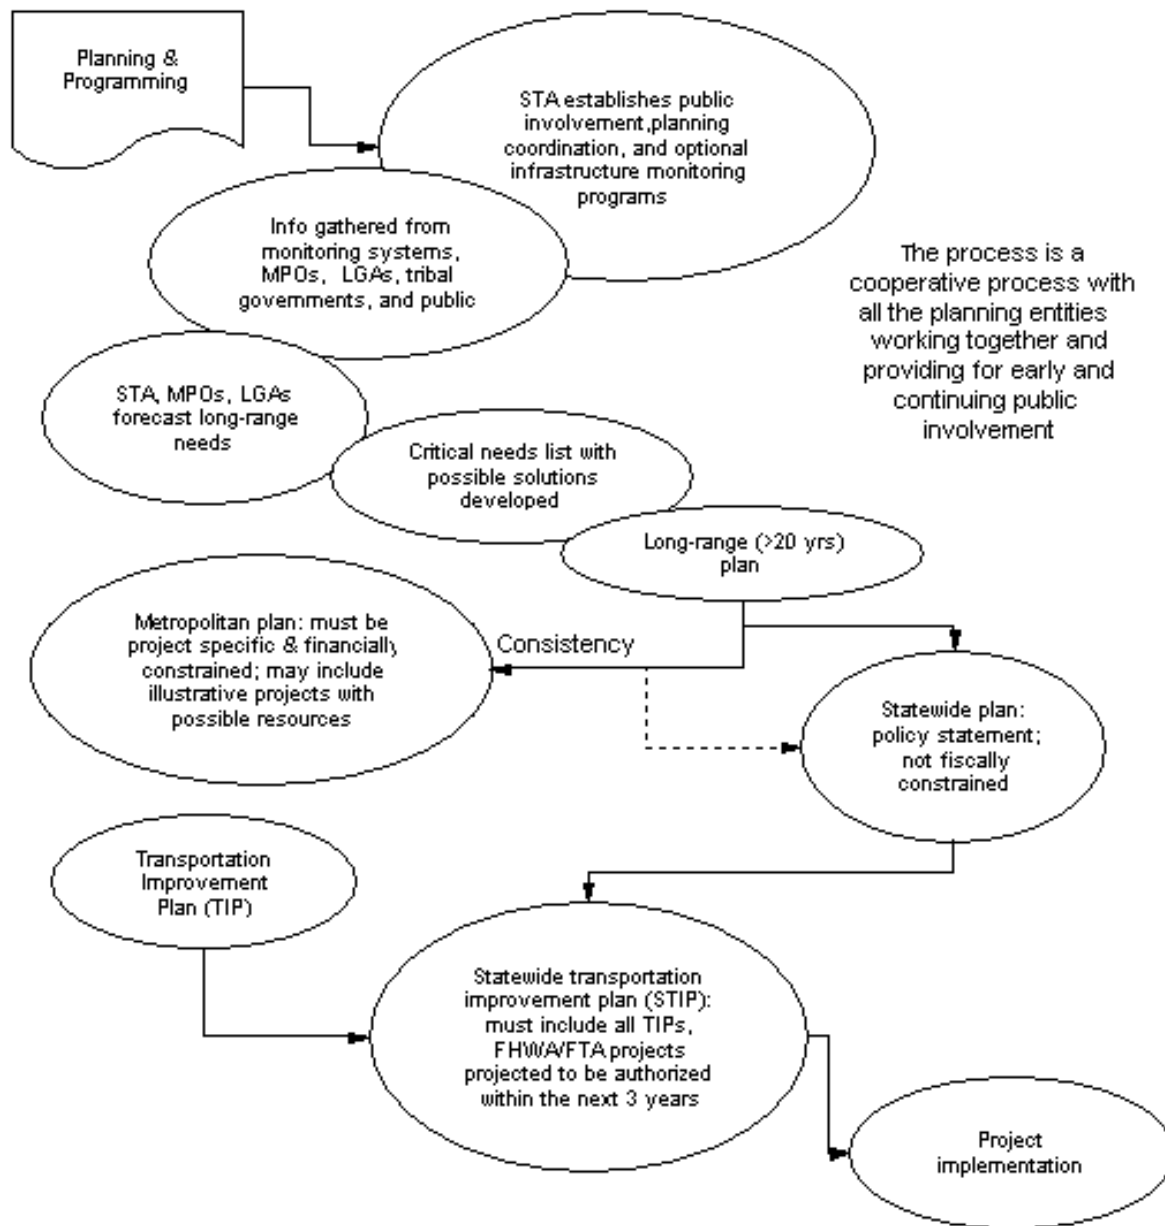 Planning &
Programming
STA establishes public
involvement,planning
coordination, and optional
infrastructure monitoring
programs
Info gathered from
monitoring systems,
MPOs, LGAs, tribal
governments, and public
The process is a
cooperative process with
all the planning entities
working together and
providing for early and
continuing public
involvement
STA, MPOs, LGAs
forecast long-range
needs
Critical needs list with
possible solutions
developed
Long-range (>20 yrs)
plan
Metropolitan plan: must be
project specific & financially
constrained; may include
illustrative projects with
possible resources
Consistency
Statewide plan:
policy statement;
not fiscally
constrained
Transportation
Improvement
Plan (TIP)
Statewide transportation
improvement plan (STIP):
must include all TIPs,
FHWA/FTA projects
projected to be authorized
within the next 3 years
Project
implementation